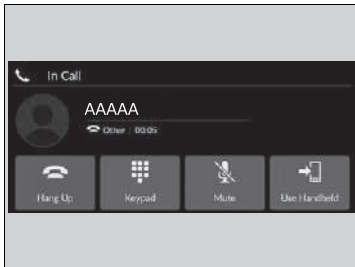 In Call
AAAAA
Other 00:05
Hang Up
Keypad
Mute
Use Handheld